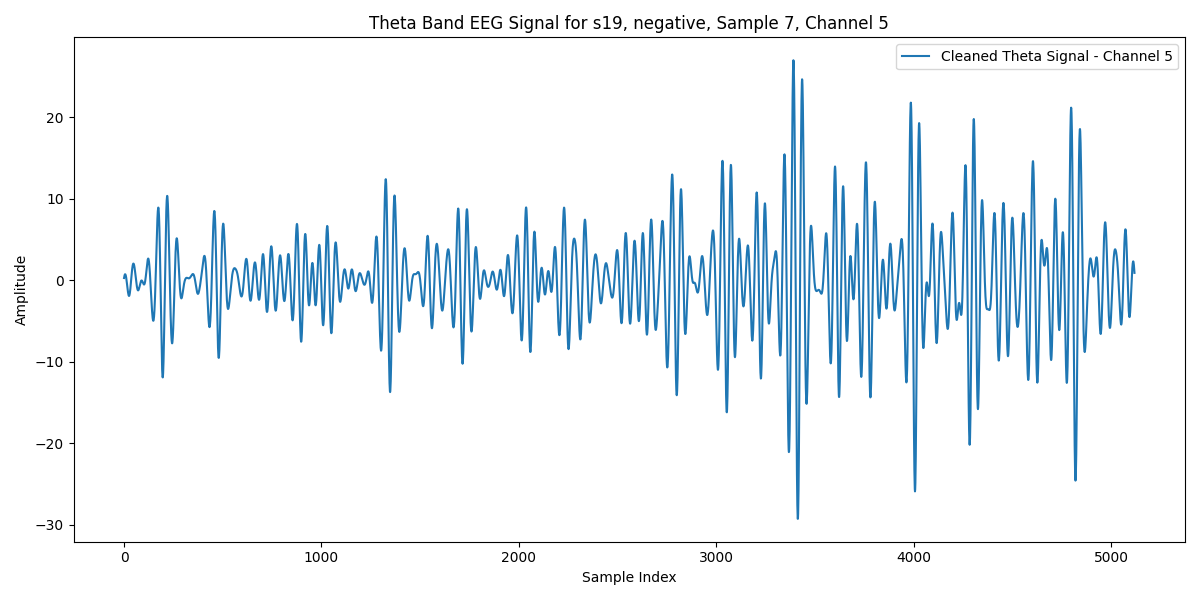 Theta Band EEG Signal for s19, negative, Sample 7, Channel 5
Cleaned Theta Signal - Channel 5
Amplitude
20
10
0
−10
−20
−30
0 1000 2000 3000 4000 5000
Sample Index